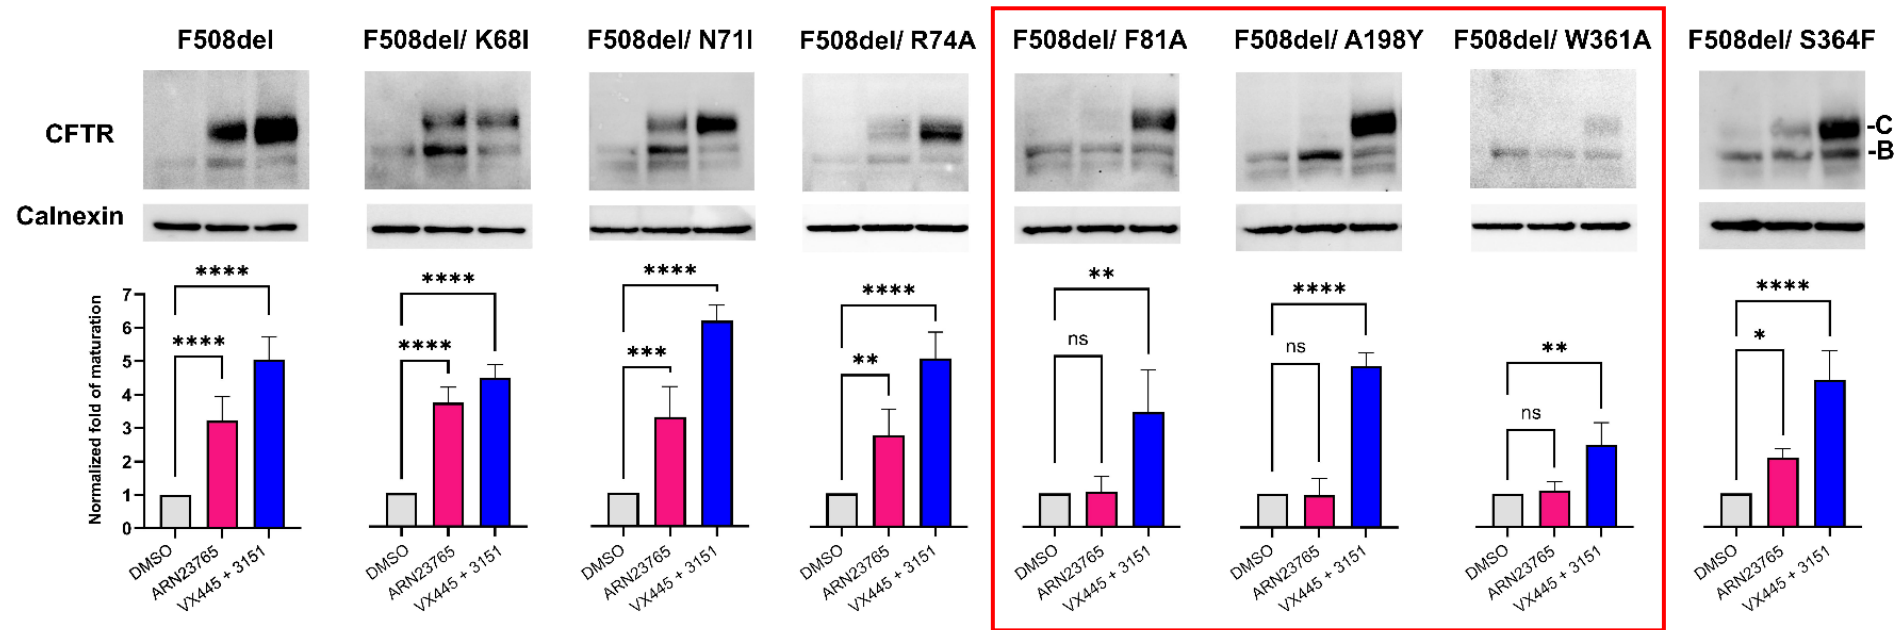 F508del
F508del/ K68I
F508del/ N71I
F508del/ R74A
F508del/ F81A
F508del/ A198Y
F508del/ W361A
F508del/ S364F
CFTR
-C
-B
Calnexin
Normalized fold of maturation
7
6
5
4
3
2
1
0
****
****
DMSO
ARN23765
VX445 + 3151
****
****
DMSO
ARN23765
VX445 + 3151
****
***
DMSO
ARN23765
VX445 + 3151
****
**
DMSO
ARN23765
VX445 + 3151
**
ns
DMSO
ARN23765
VX445 + 3151
****
ns
DMSO
ARN23765
VX445 + 3151
**
ns
DMSO
ARN23765
VX445 + 3151
****
*
DMSO
ARN23765
VX445 + 3151